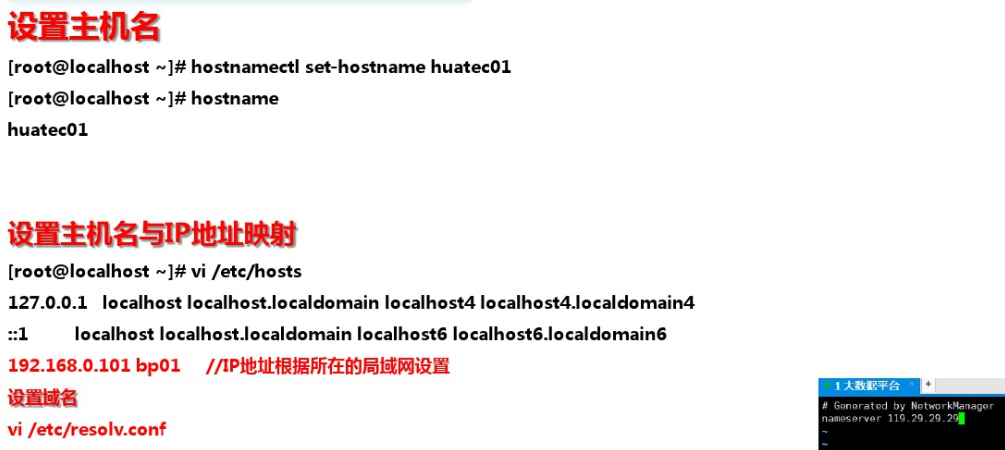 设置主机名
[root@localhost ~]# hostnamectl set-hostname huatec01
[root@localhost ~]# hostname
huatec01
设置主机名与IP地址映射
[root@localhost ~]# vi /etc/hosts
127.0.0.1 localhost localhost.localdomain localhost4 localhost4.localdomain4
::1 localhost localhost.localdomain localhost6 localhost6.localdomain6
192.168.0.101 bp01 //IP地址根据所在的局域网设置
设置域名
vi /etc/resolv.conf
1 大数据平台 × +
# Generated by NetworkManager
nameserver 119.29.29.29
~
~